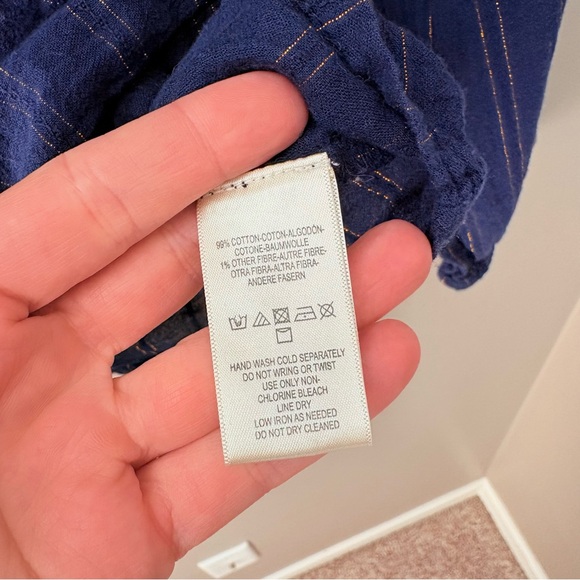 99% COTTON-COTON-ALGODÓN-
COTONE-BAUMWOLLE
1% OTHER FIBRE-AUTRE FIBRE-
OTRA FIBRA-ALTRA FIBRA-
ANDERE FASERN
HAND WASH COLD SEPARATELY
DO NOT WRING OR TWIST
USE ONLY NON-
CHLORINE BLEACH
LINE DRY
LOW IRON AS NEEDED
DO NOT DRY CLEANED